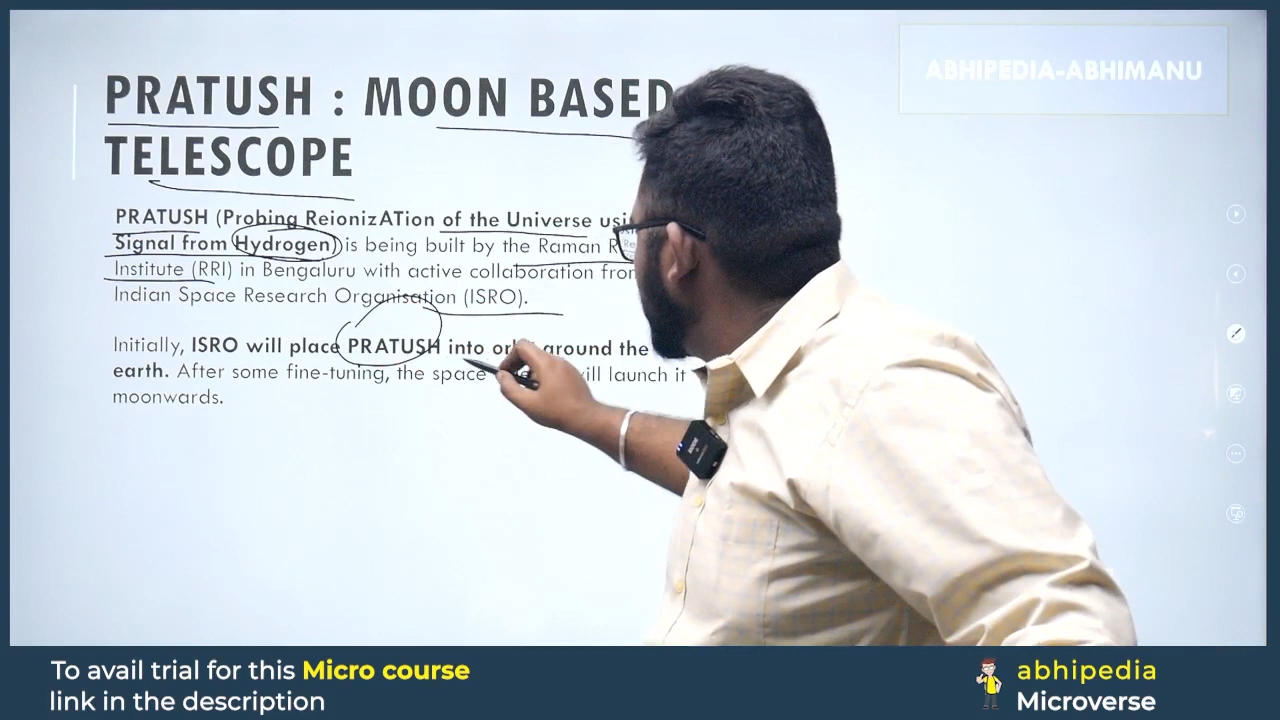 ABHIPEDIA-ABHIMANU
PRATUSH : MOON BASED
TELESCOPE
PRATUSH (Probing ReionizATion of the Universe usi
Signal from Hydrogen) is being built by the Raman R
Institute (RRI) in Bengaluru with active collaboration fro
Indian Space Research Organisation (ISRO).
Initially, ISRO will place PRATUSH into around the
earth. After some fine-tuning, the space will launch it
moonwards.
To avail trial for this Micro course
link in the description
abhipedia
Microverse